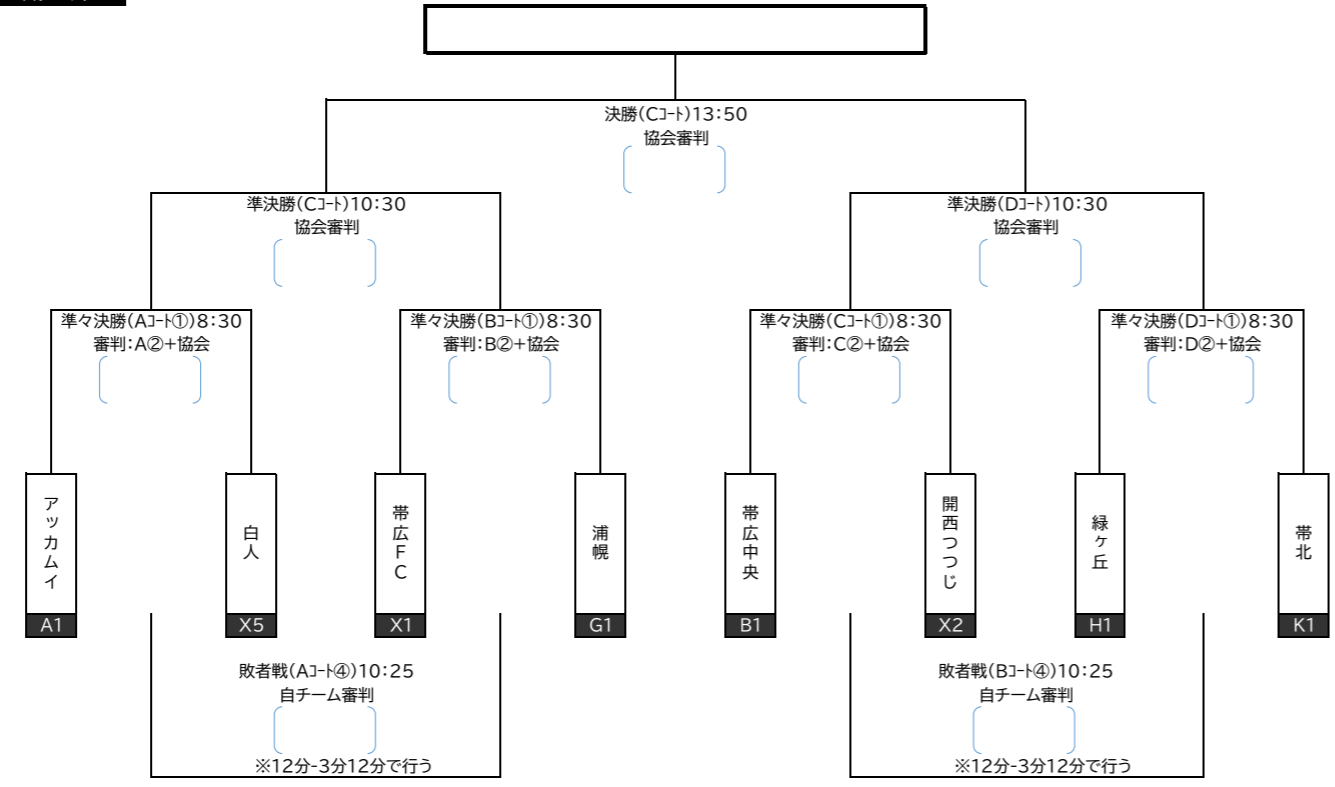 決勝(Cｺｰﾄ)13:50
協会審判
準決勝(Cｺｰﾄ)10:30
協会審判
準決勝(Dｺｰﾄ)10:30
協会審判
準々決勝(Aｺｰﾄ①)8:30
審判:A②+協会
準々決勝(Bｺｰﾄ①)8:30
審判:B②+協会
準々決勝(Cｺｰﾄ①)8:30
審判:C②+協会
準々決勝(Dｺｰﾄ①)8:30
審判:D②+協会
アッカムイ
白人
帯広FC
浦幌
帯広中央
開西つつじ
緑ヶ丘
帯北
A1
X5
X1
G1
B1
X2
H1
K1
敗者戦(Aｺｰﾄ④)10:25
自チーム審判
※12分-3分12分で行う
敗者戦(Bｺｰﾄ④)10:25
自チーム審判
※12分-3分12分で行う